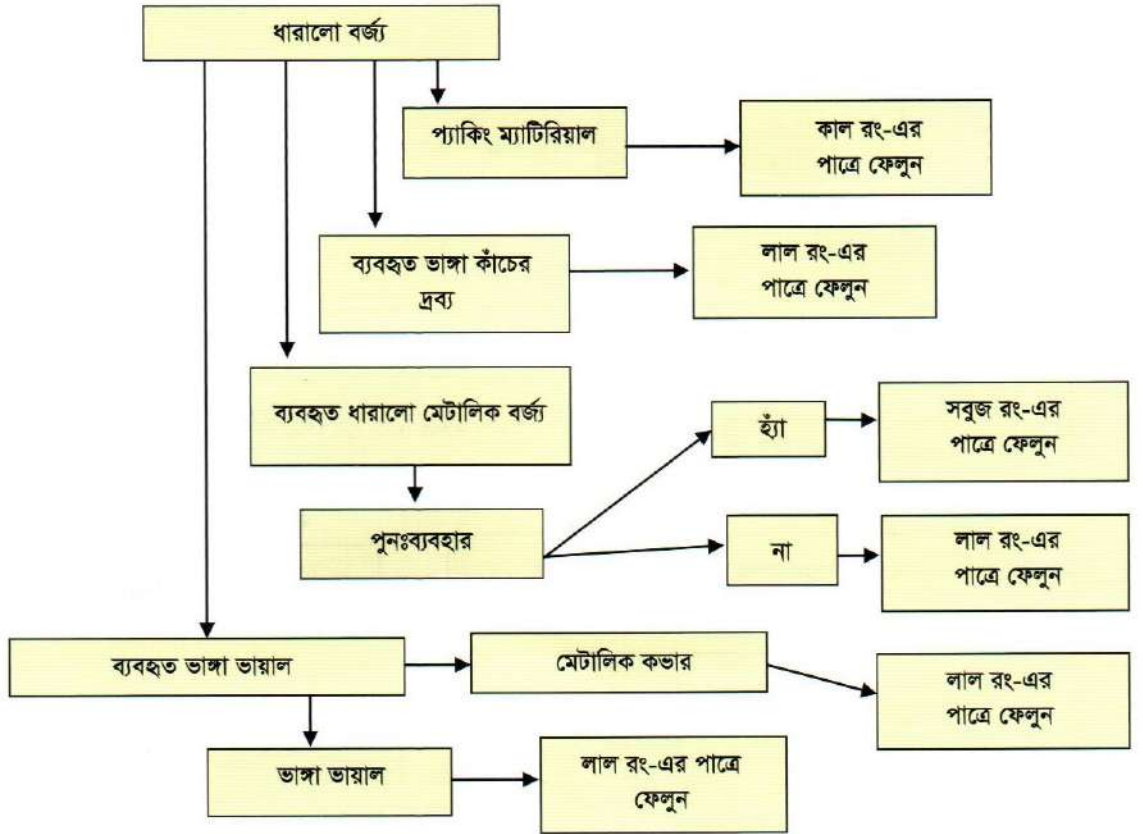 ধারালো বর্জ্য
প্যাকিং ম্যাটিরিয়াল
কাল রং-এর
পাত্রে ফেলুন
ব্যবহৃত ভাঙ্গা কাঁচের
দ্রব্য
লাল রং-এর
পাত্রে ফেলুন
ব্যবহৃত ধারালো মেটালিক বর্জ্য
হ্যাঁ
সবুজ রং-এর
পাত্রে ফেলুন
পুনঃব্যবহার
না
লাল রং-এর
পাত্রে ফেলুন
ব্যবহৃত ভাঙ্গা ভায়াল
মেটালিক কভার
লাল রং-এর
পাত্রে ফেলুন
ভাঙ্গা ভায়াল
লাল রং-এর পাত্রে
ফেলুন